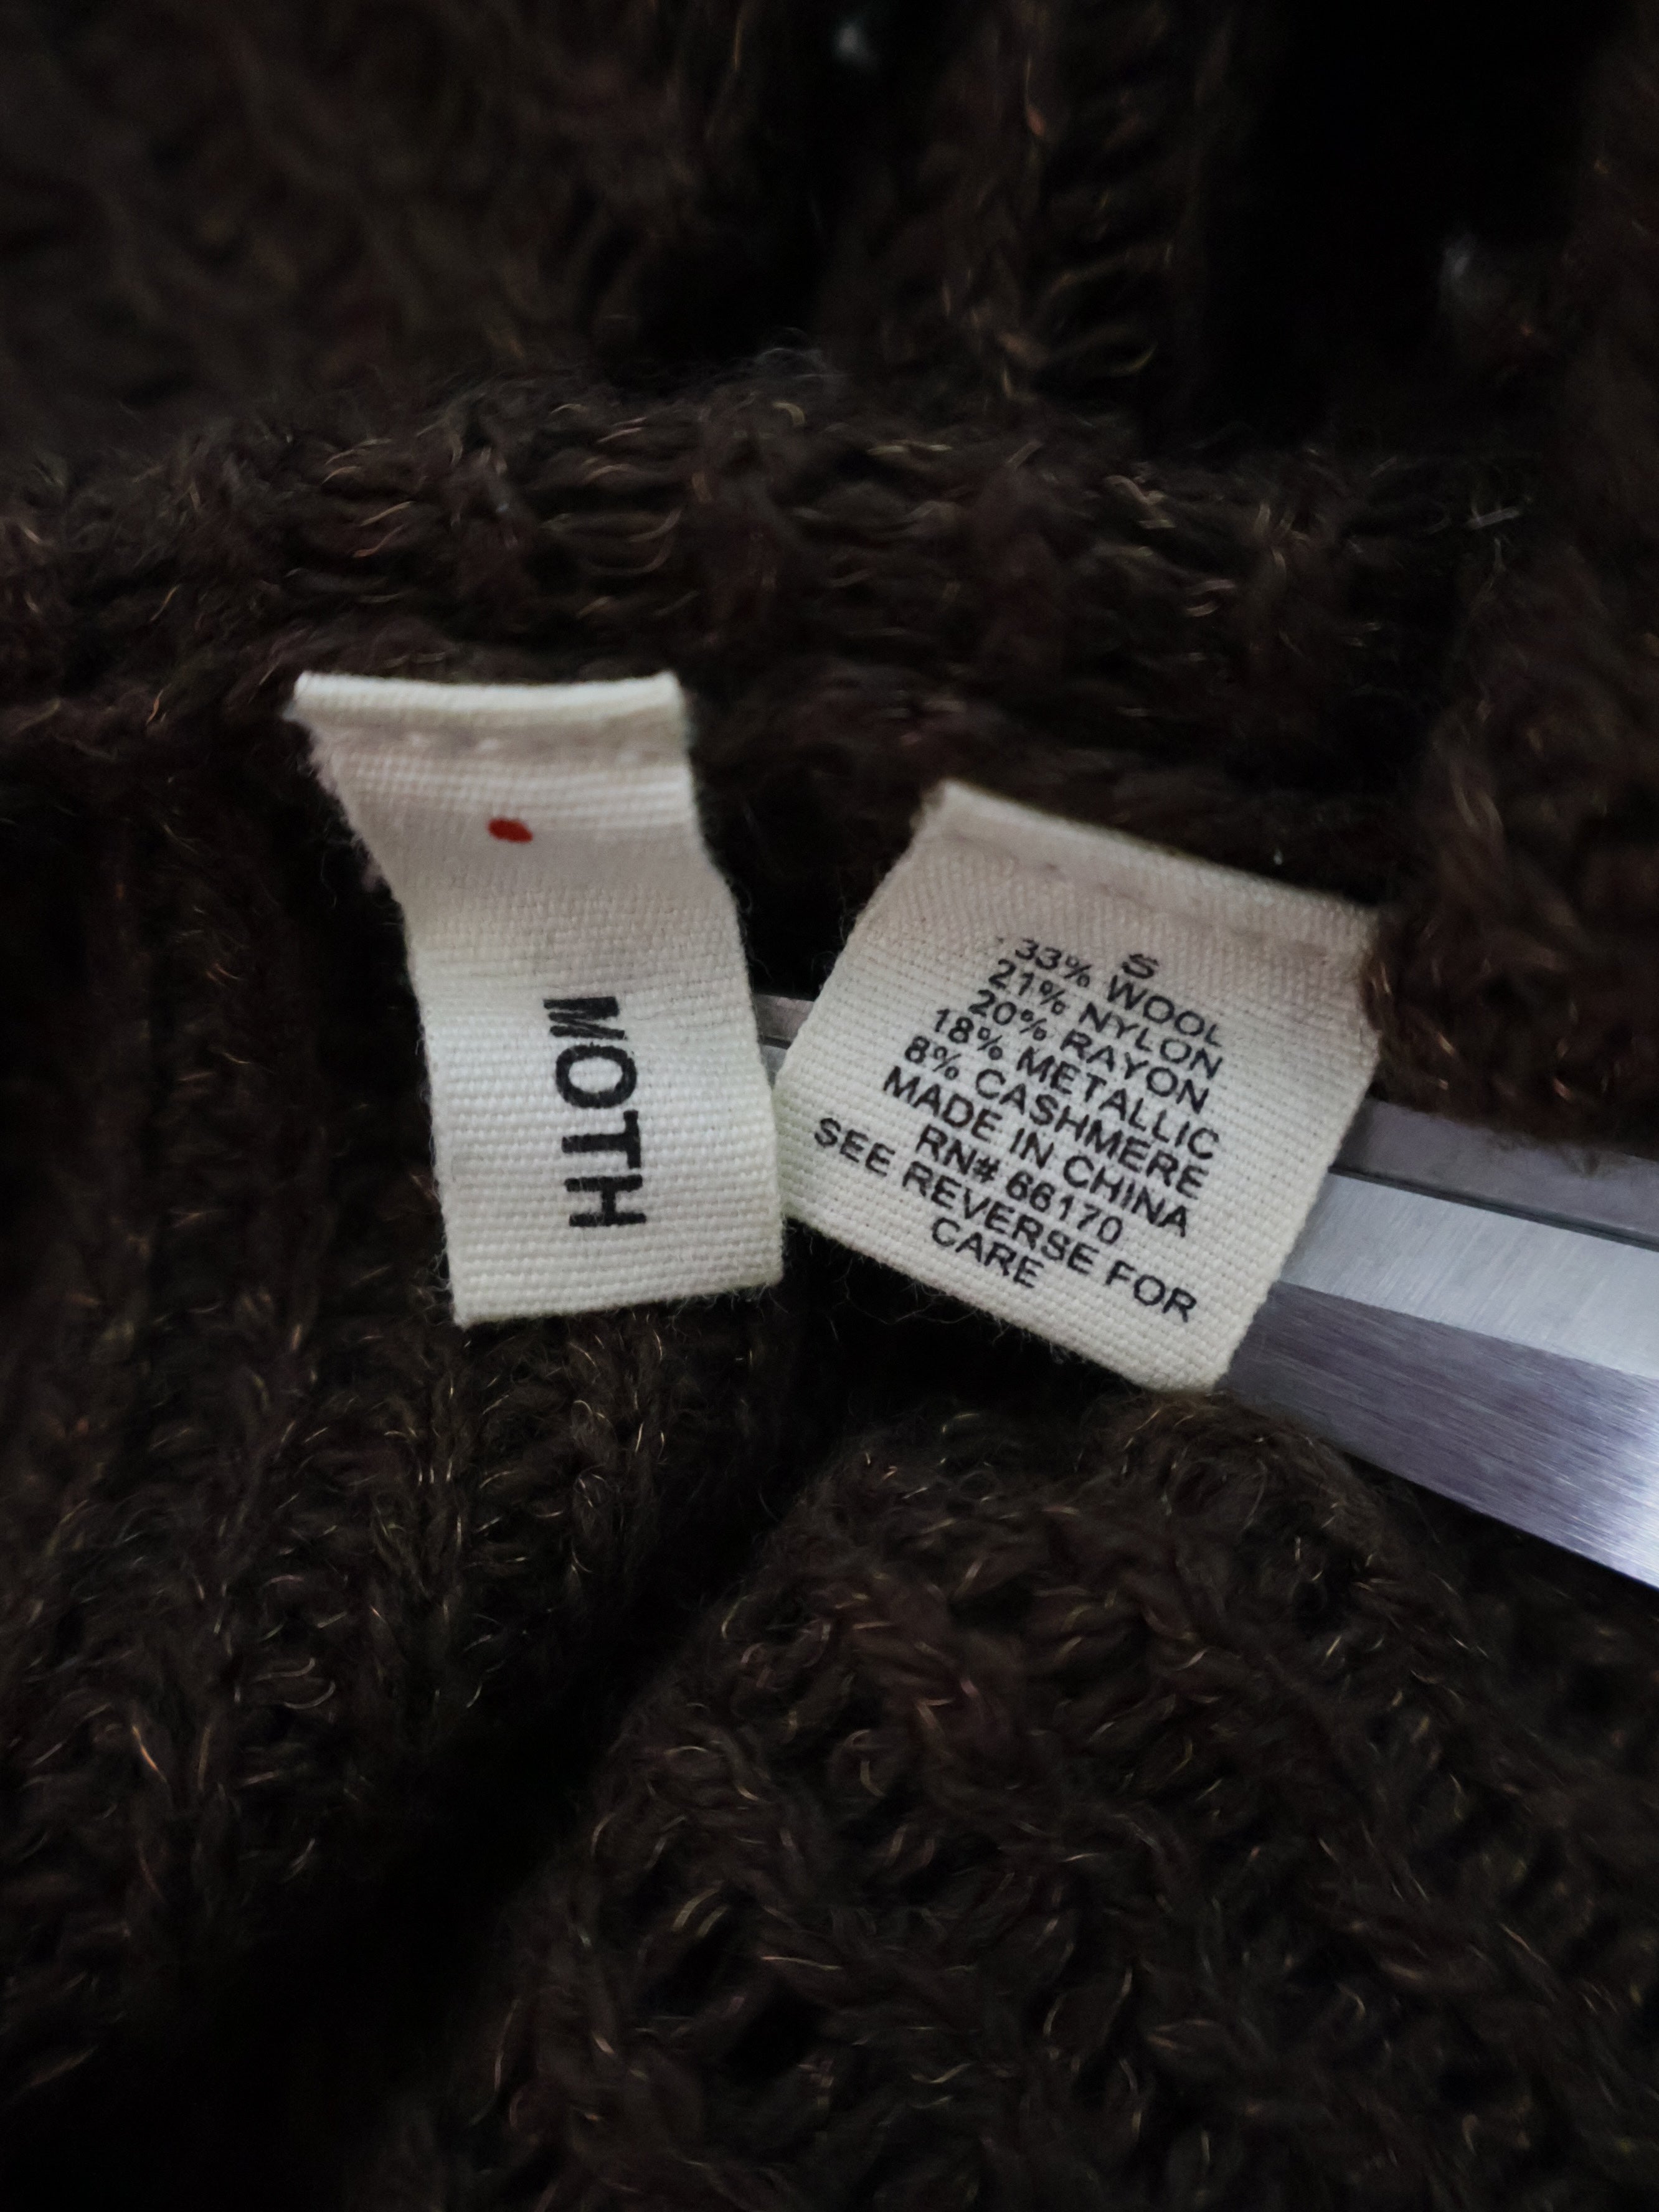 MOTH
S
33% WOOL
21% NYLON
20% RAYON
18% METALLIC
8% CASHMERE
MADE IN CHINA
RN# 66170
SEE REVERSE FOR
CARE